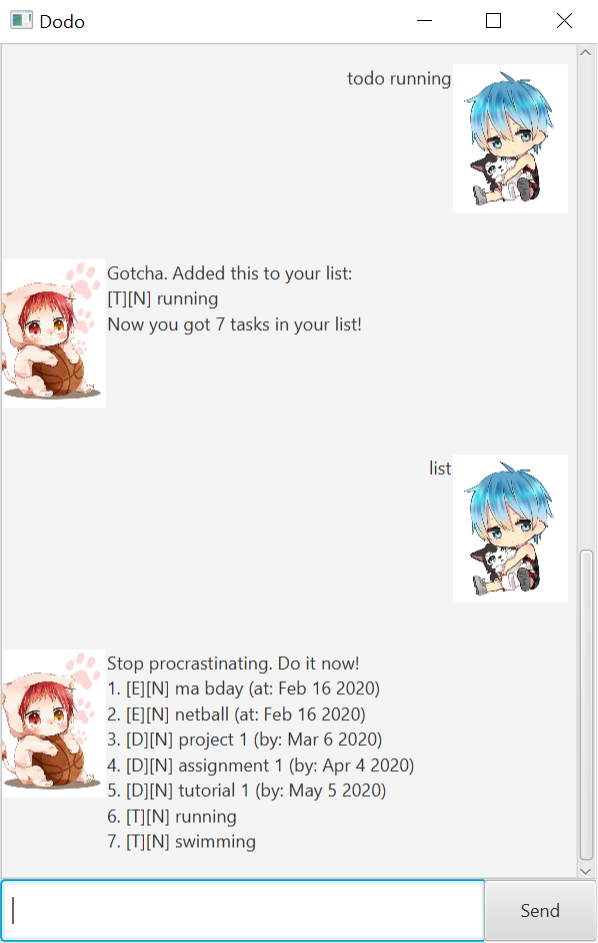 Dodo
todo running
Gotcha. Added this to your list:
[T][N] running
Now you got 7 tasks in your list!
list
Stop procrastinating. Do it now!
1. [E][N] ma bday (at: Feb 16 2020)
2. [E][N] netball (at: Feb 16 2020)
3. [D][N] project 1 (by: Mar 6 2020)
4. [D][N] assignment 1 (by: Apr 4 2020)
5. [D][N] tutorial 1 (by: May 5 2020)
6. [T][N] running
7. [T][N] swimming
Send